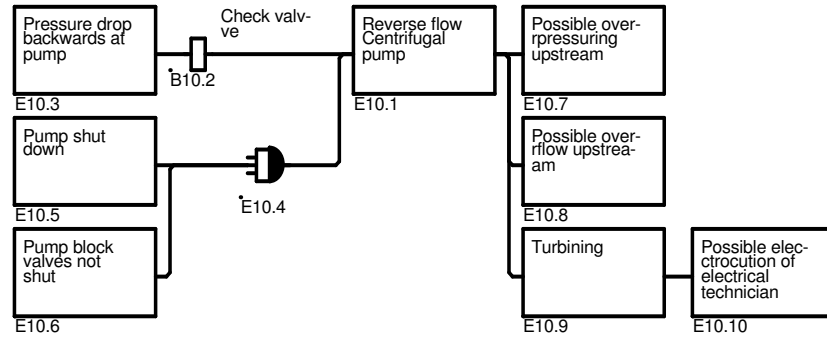 Pressure drop
backwards at
pump
E10.3
Check valv-
ve
B10.2
Reverse flow
Centrifugal
pump
E10.1
Possible over-
rpressuring
upstream
E10.7
Pump shut
down
E10.5
E10.4
Possible over-
rflow upstrea-
am
E10.8
Pump block
valves not
shut
E10.6
Turbining
E10.9
Possible elec-
ctrocution of
electrical
technician
E10.10